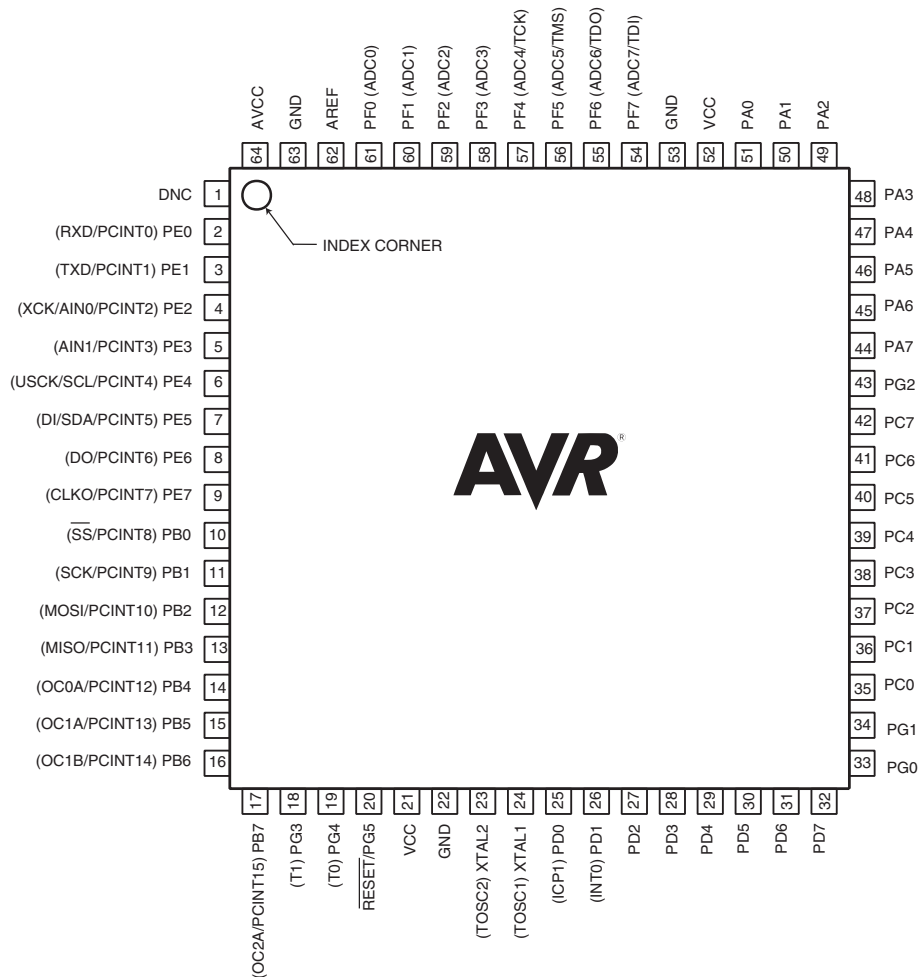 AVCC
GND
AREF
PF0 (ADC0)
PF1 (ADC1)
PF2 (ADC2)
PF3 (ADC3)
PF4 (ADC4/TCK)
PF5 (ADC5/TMS)
PF6 (ADC6/TDO)
PF7 (ADC7/TDI)
GND
VCC
PA0
PA1
PA2
64
63
62
61
60
59
58
57
56
55
54
53
52
51
50
49
DNC 1
(RXD/PCINT0) PE0 2
(TXD/PCINT1) PE1 3
(XCK/AIN0/PCINT2) PE2 4
(AIN1/PCINT3) PE3 5
(USCK/SCL/PCINT4) PE4 6
(DI/SDA/PCINT5) PE5 7
(DO/PCINT6) PE6 8
(CLKO/PCINT7) PE7 9
(SS/PCINT8) PB0 10
(SCK/PCINT9) PB1 11
(MOSI/PCINT10) PB2 12
(MISO/PCINT11) PB3 13
(OC0A/PCINT12) PB4 14
(OC1A/PCINT13) PB5 15
(OC1B/PCINT14) PB6 16
INDEX CORNER
AVR®
48 PA3
47 PA4
46 PA5
45 PA6
44 PA7
43 PG2
42 PC7
41 PC6
40 PC5
39 PC4
38 PC3
37 PC2
36 PC1
35 PC0
34 PG1
33 PG0
17
18
19
20
21
22
23
24
25
26
27
28
29
30
31
32
(OC2A/PCINT15) PB7
(T1) PG3
(T0) PG4
RESET/PG5
VCC
GND
(TOSC2) XTAL2
(TOSC1) XTAL1
(ICP1) PD0
(INT0) PD1
PD2
PD3
PD4
PD5
PD6
PD7